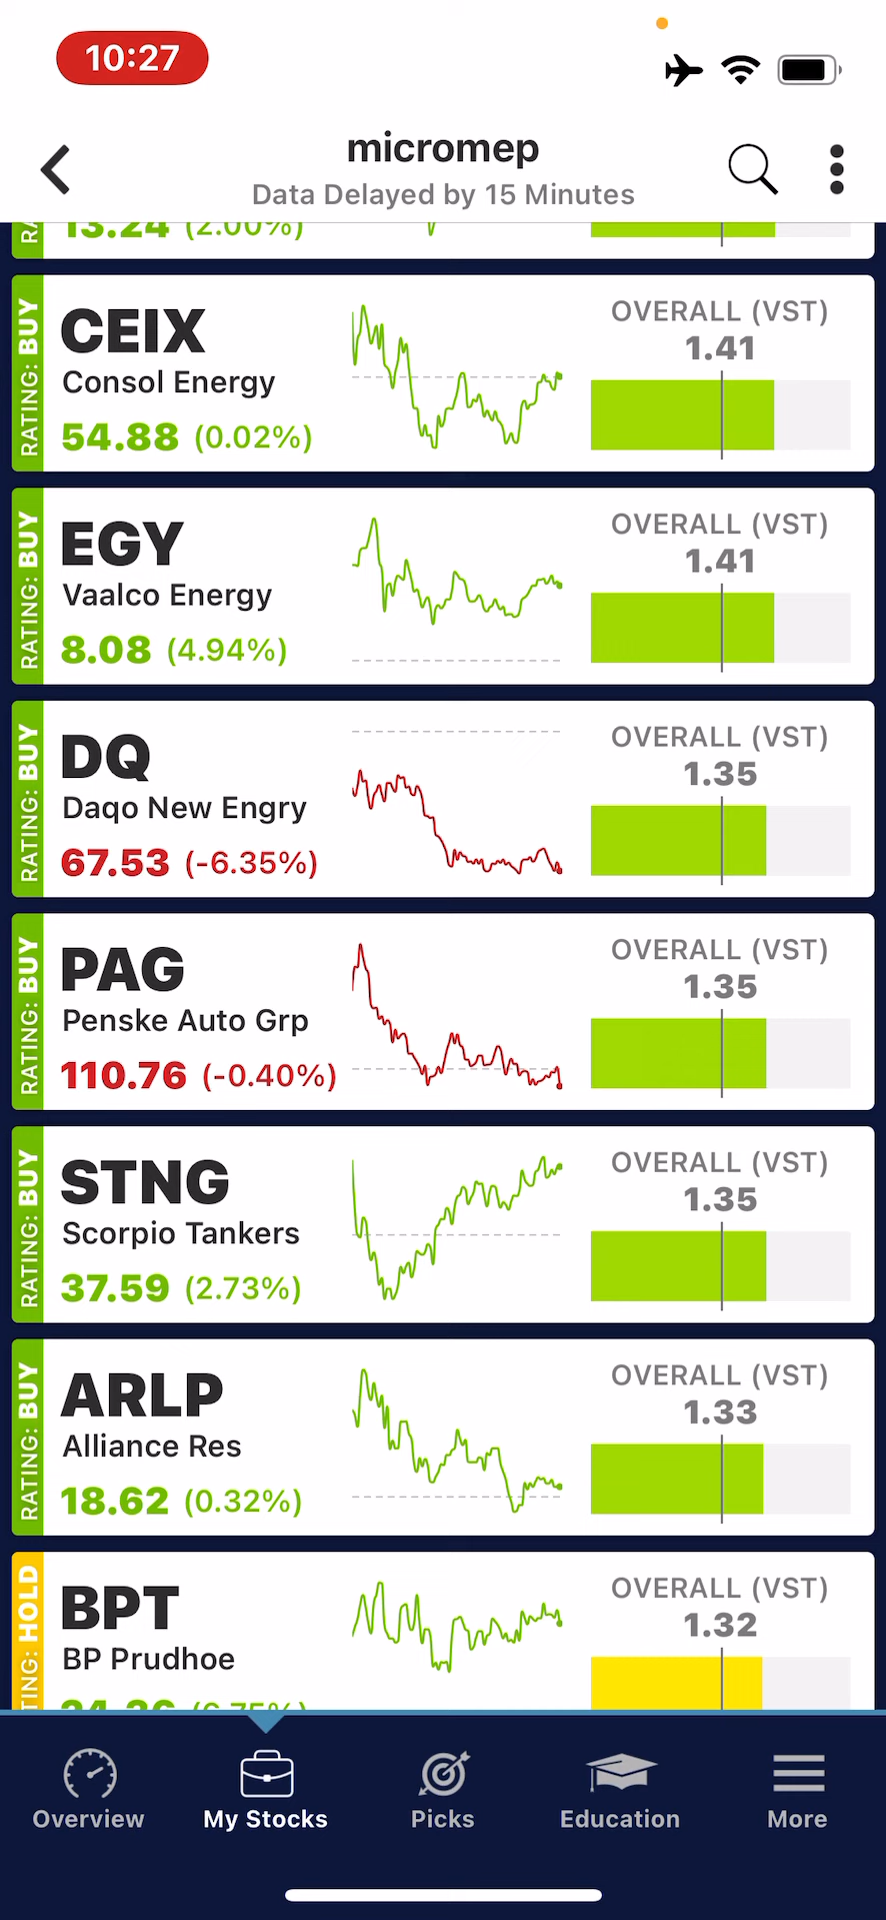 10:27
micromep
Data Delayed by 15 Minutes
13.24 (2.00%)
RATING: BUY
CEIX
Consol Energy
54.88 (0.02%)
OVERALL (VST)
1.41
RATING: BUY
EGY
Vaalco Energy
8.08 (4.94%)
OVERALL (VST)
1.41
RATING: BUY
DQ
Daqo New Engry
67.53 (-6.35%)
OVERALL (VST)
1.35
RATING: BUY
PAG
Penske Auto Grp
110.76 (-0.40%)
OVERALL (VST)
1.35
RATING: BUY
STNG
Scorpio Tankers
37.59 (2.73%)
OVERALL (VST)
1.35
RATING: BUY
ARLP
Alliance Res
18.62 (0.32%)
OVERALL (VST)
1.33
TING: HOLD
BPT
BP Prudhoe
OVERALL (VST)
1.32
Overview
My Stocks
Picks
Education
More